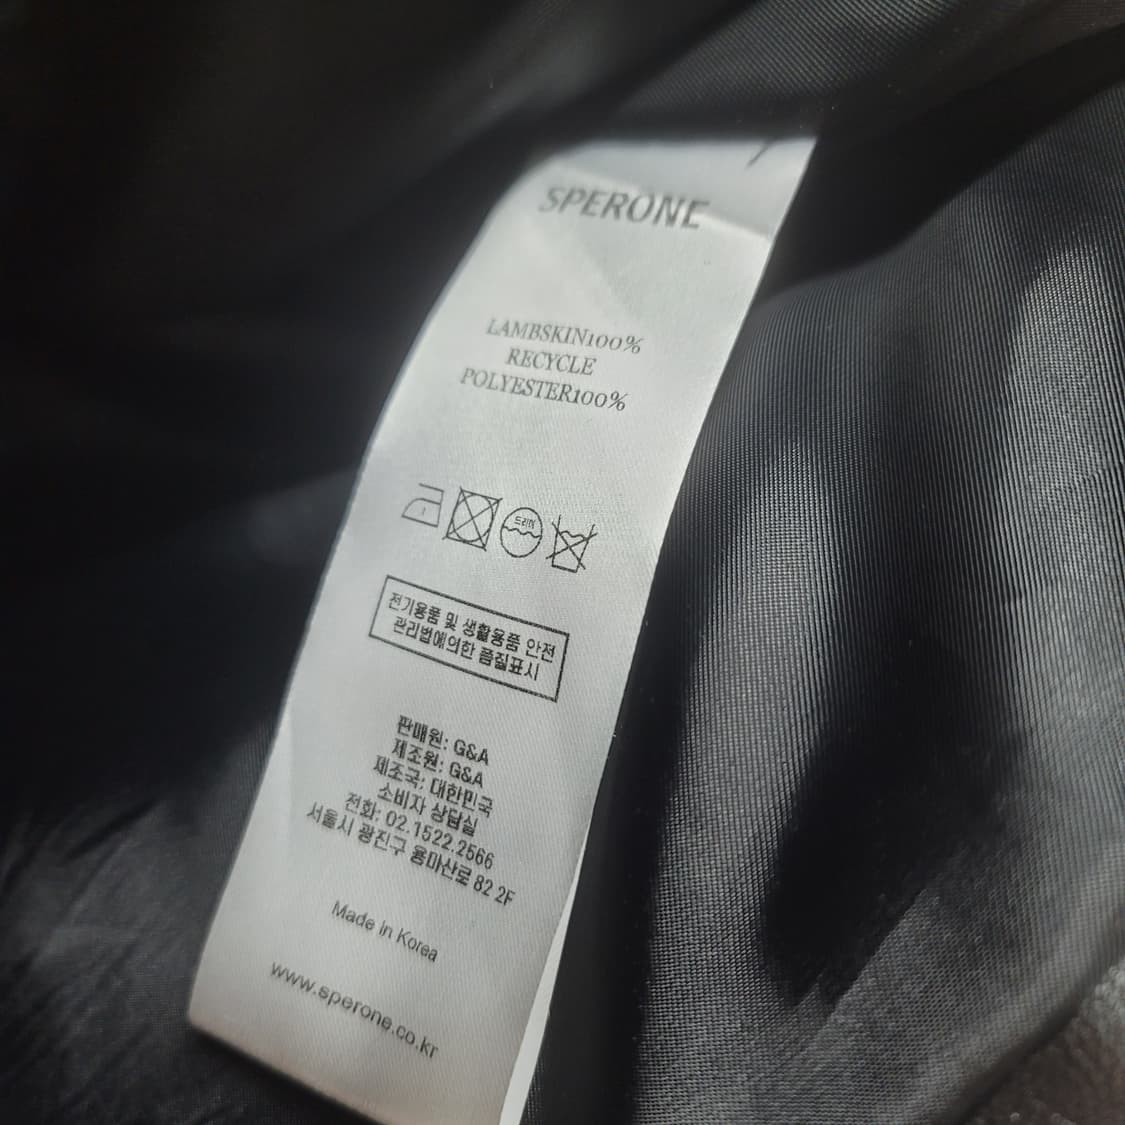 SPERONE
LAMBSKIN100%
RECYCLE
POLYESTER100%
드라이
전기용품 및 생활용품 안전
관리법에의한 품질표시
판매원: G&A
제조원: G&A
제조국: 대한민국
소비자 상담실
전화: 02.1522.2566
서울시 광진구 용마산로 82 2F
Made in Korea
www.sperone.co.kr